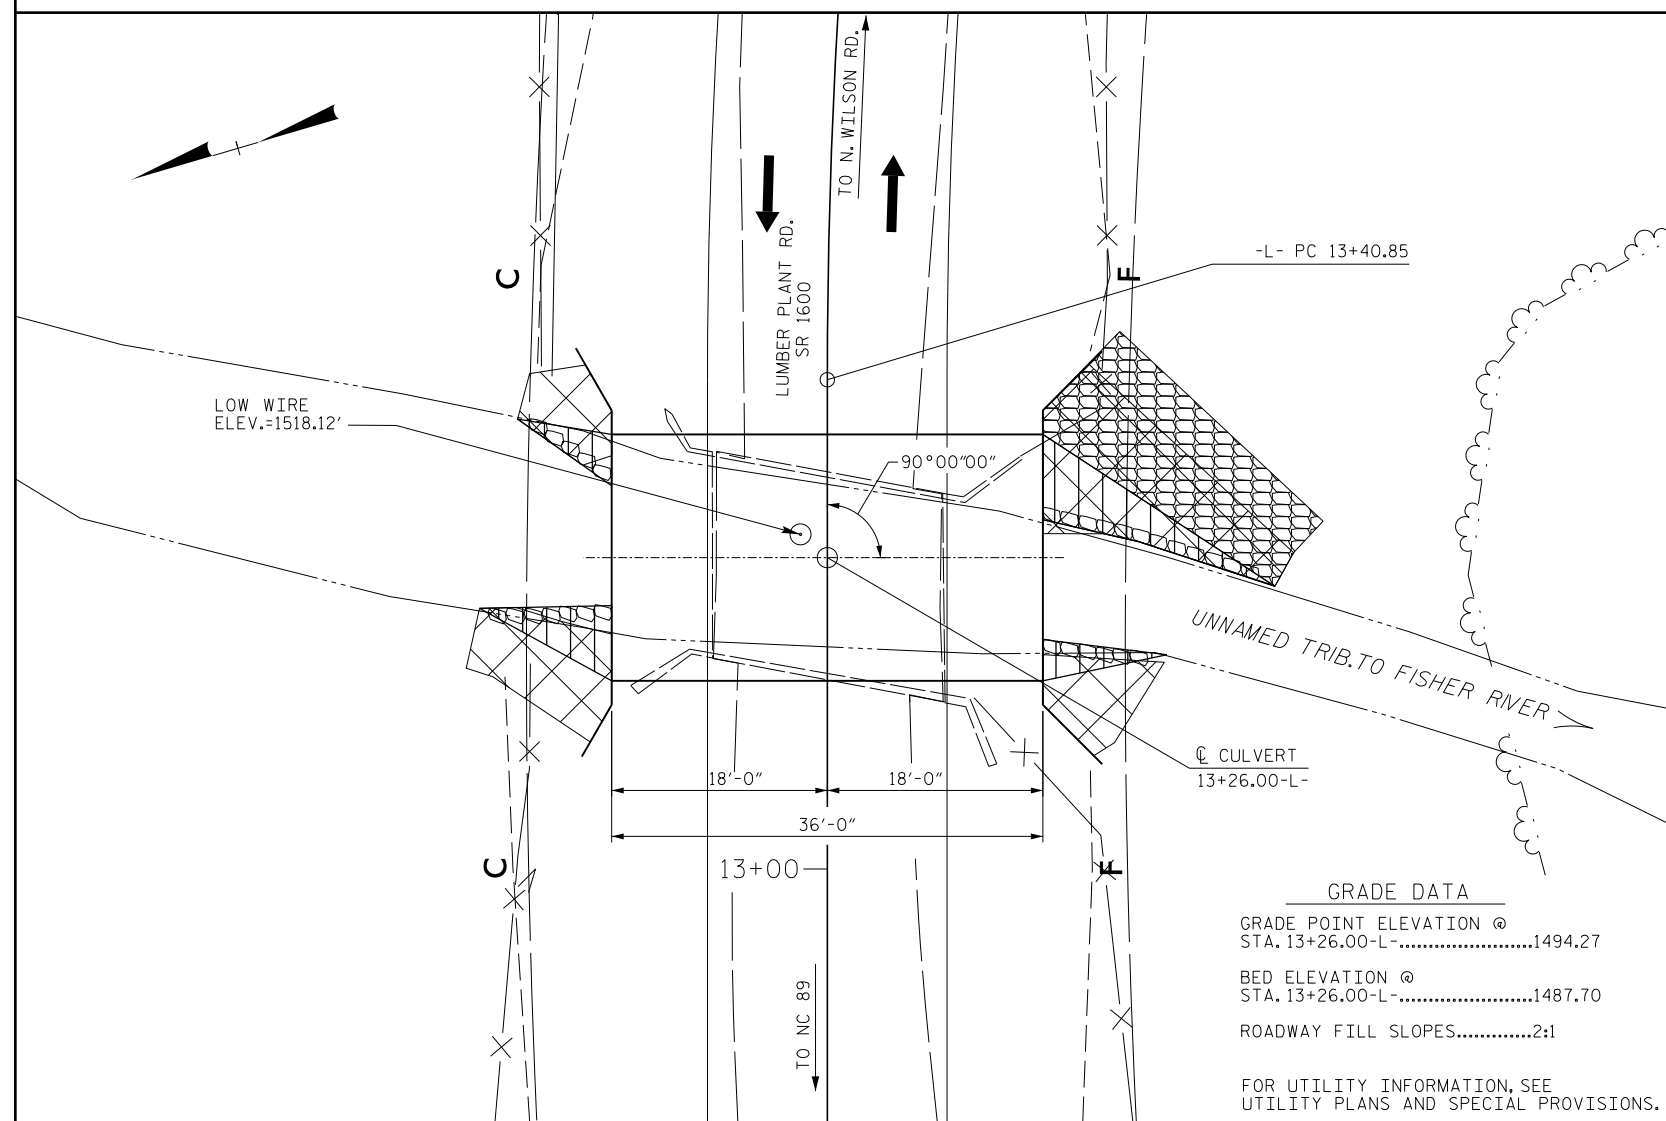 TO N. WILSON RD.
LUMBER PLANT RD.
SR 1600
C
F
-L- PC 13+40.85
LOW WIRE
ELEV.=1518.12'
90°00"00"
UNNAMED TRIB.TO FISHER RIVER
℄ CULVERT
13+26.00-L-
18'-0"
18'-0"
36'-0"
13+00
C
F
TO NC 89
GRADE DATA
GRADE POINT ELEVATION @
STA. 13+26.00-L-.......................1494.27
BED ELEVATION @
STA. 13+26.00-L-.......................1487.70
ROADWAY FILL SLOPES.............2:1
FOR UTILITY INFORMATION, SEE
UTILITY PLANS AND SPECIAL PROVISIONS.